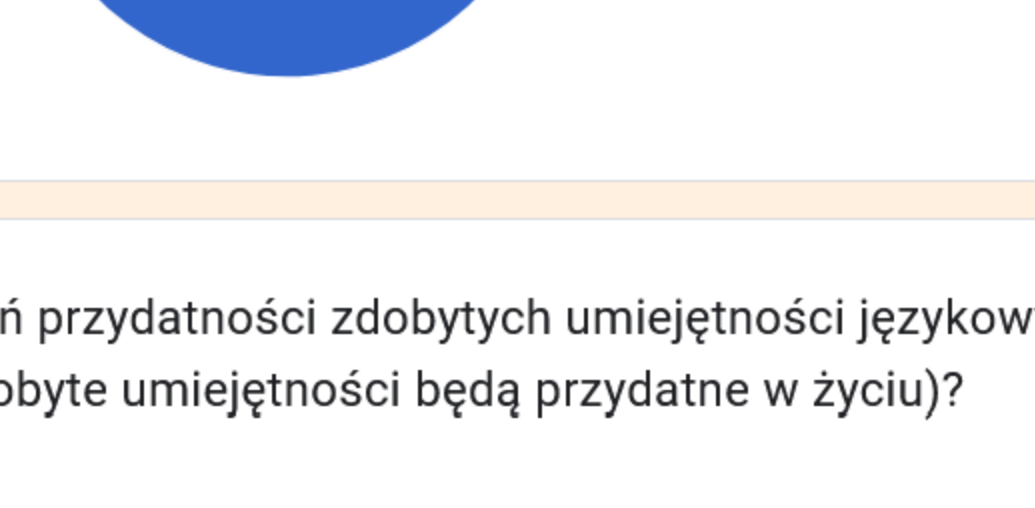 ń przydatności zdobytych umiejętności językow
obyte umiejętności będą przydatne w życiu)?